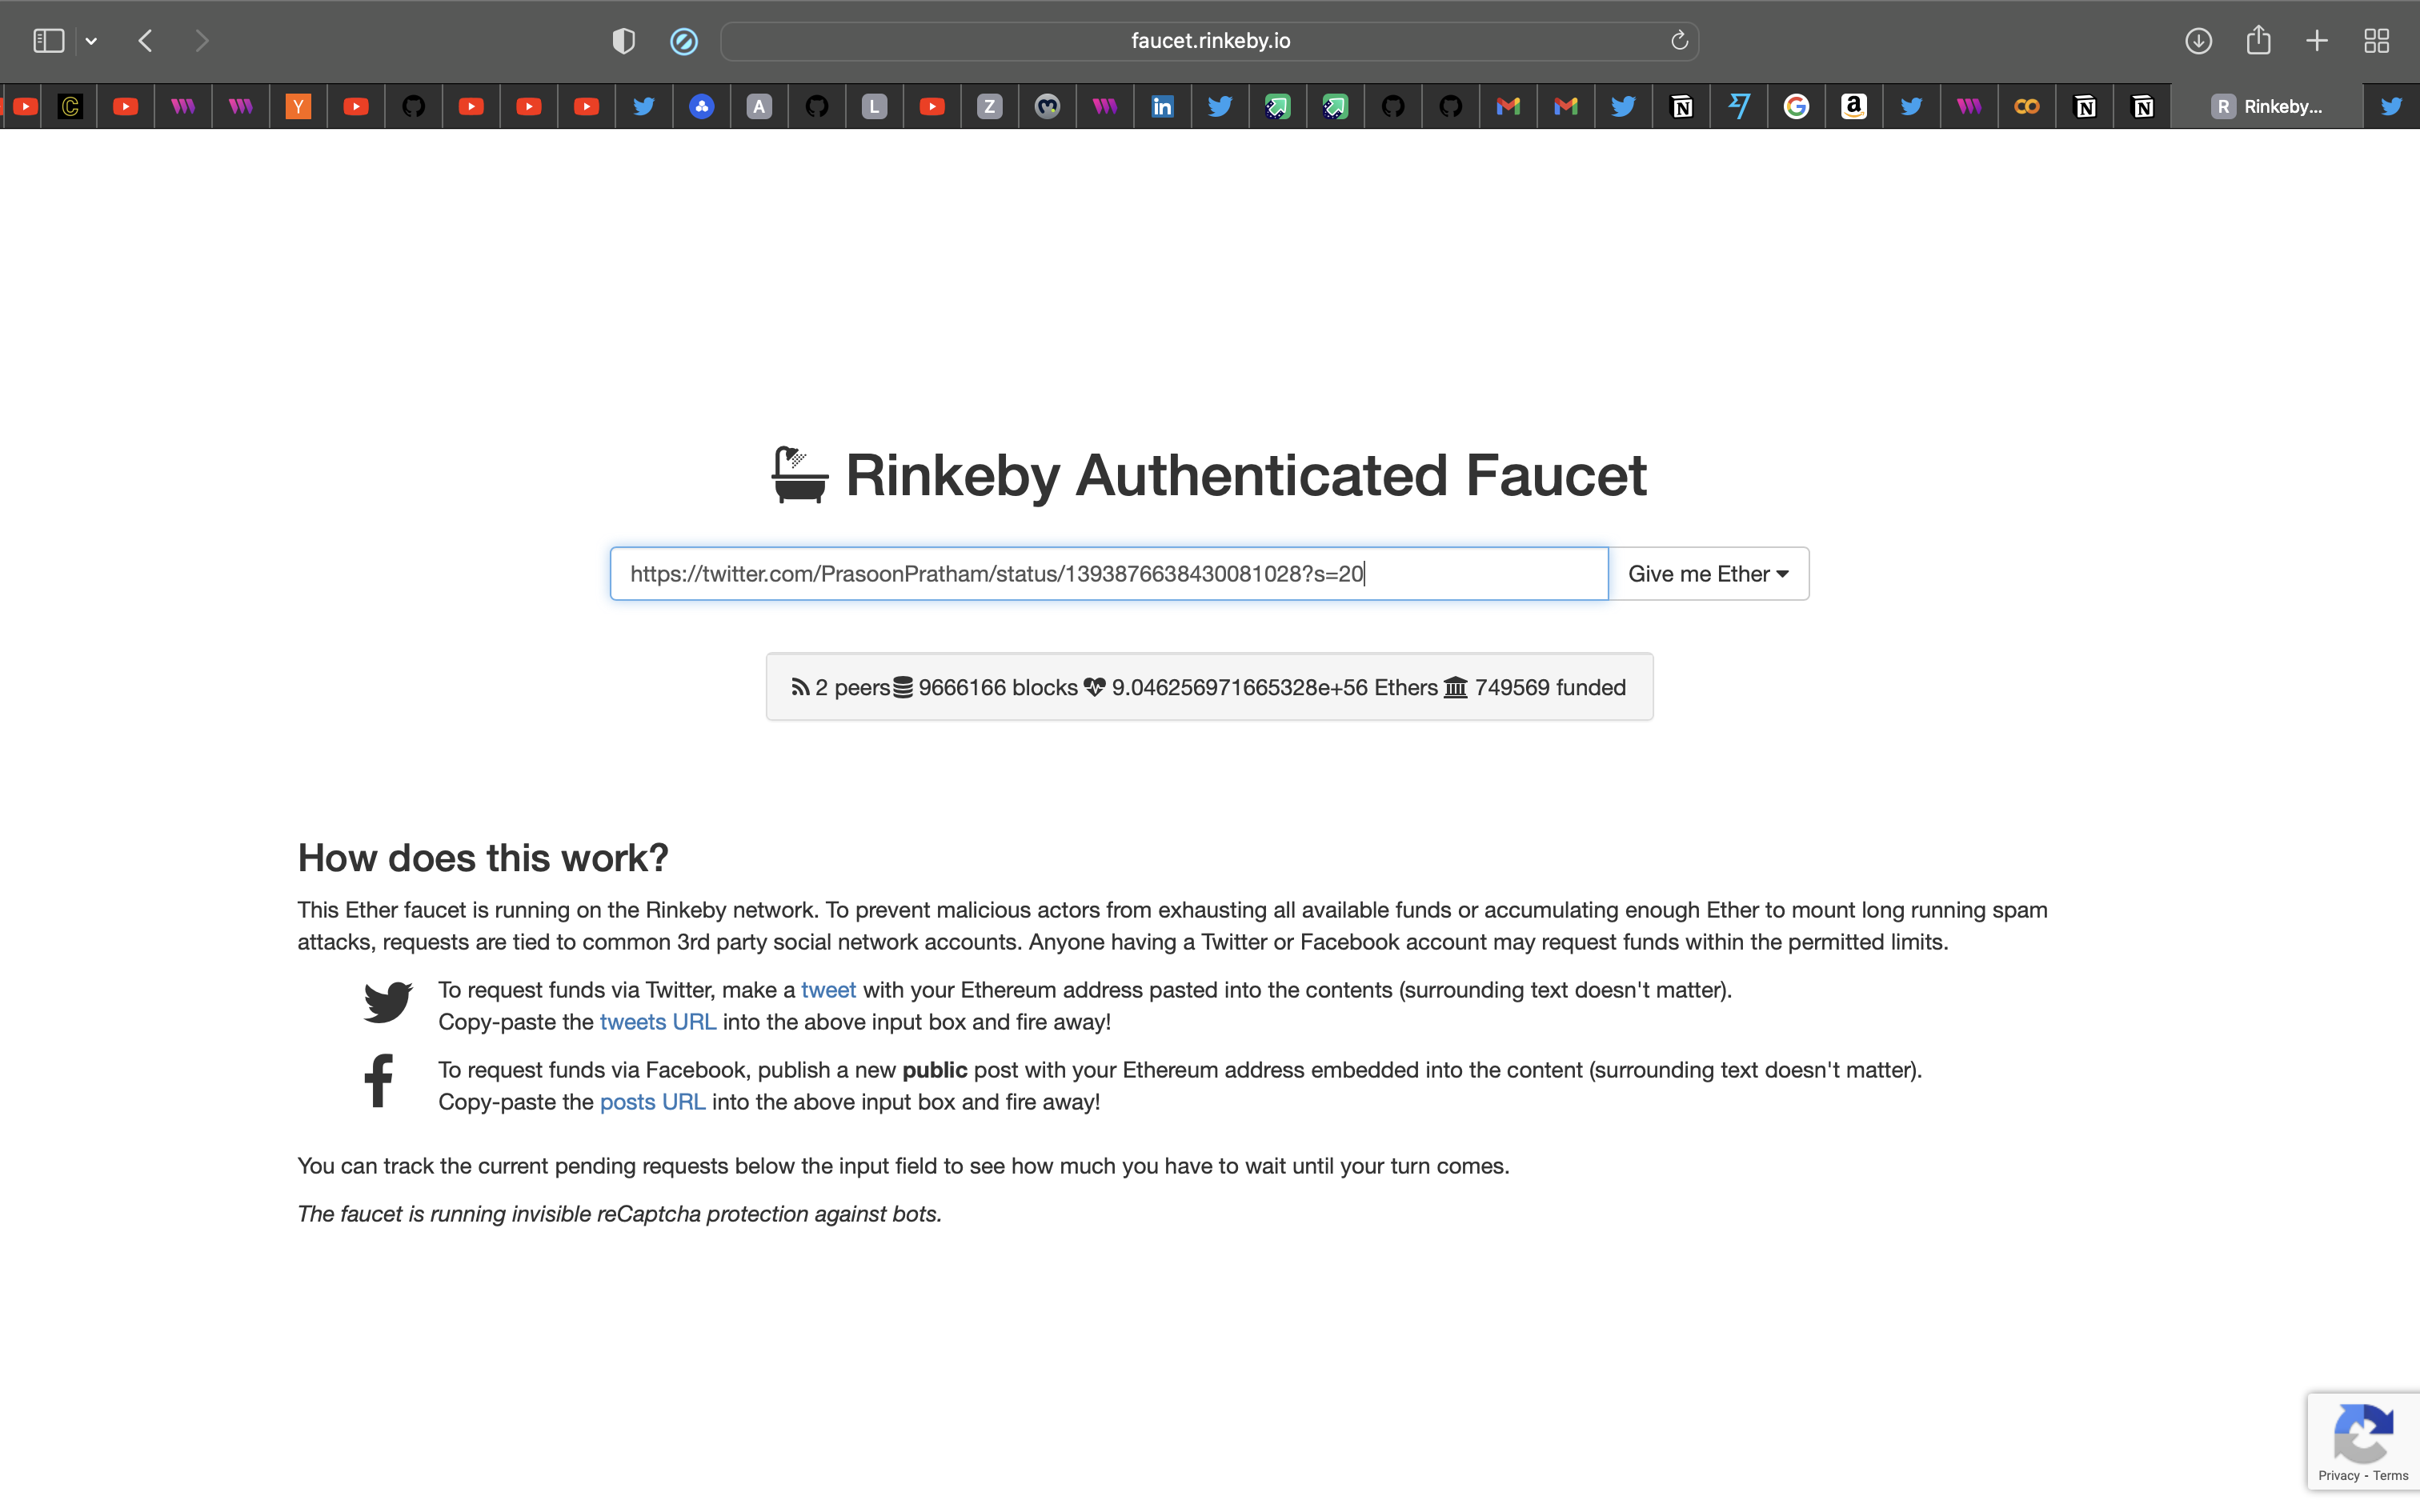 faucet.rinkeby.io
C Y A L Z in N 7 G a N N R Rinkeby...
Rinkeby Authenticated Faucet
https://twitter.com/PrasoonPratham/status/1393876638430081028?s=20 Give me Ether
2 peers 9666166 blocks 9.046256971665328e+56 Ethers 749569 funded
How does this work?
This Ether faucet is running on the Rinkeby network. To prevent malicious actors from exhausting all available funds or accumulating enough Ether to mount long running spam
attacks, requests are tied to common 3rd party social network accounts. Anyone having a Twitter or Facebook account may request funds within the permitted limits.
To request funds via Twitter, make a tweet with your Ethereum address pasted into the contents (surrounding text doesn't matter).
Copy-paste the tweets URL into the above input box and fire away!
To request funds via Facebook, publish a new public post with your Ethereum address embedded into the content (surrounding text doesn't matter).
Copy-paste the posts URL into the above input box and fire away!
You can track the current pending requests below the input field to see how much you have to wait until your turn comes.
The faucet is running invisible reCaptcha protection against bots.
Privacy - Terms